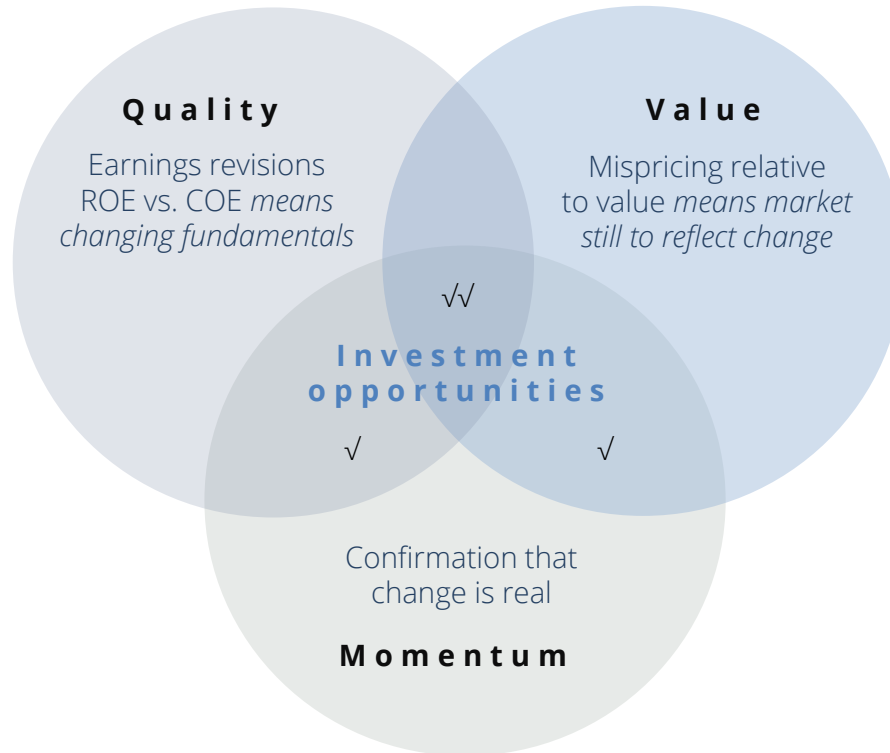 Quality
Earnings revisions
ROE vs. COE means
changing fundamentals
Value
Mispricing relative
to value means market
still to reflect change
√√
Investment
opportunities
√
√
Confirmation that
change is real
Momentum